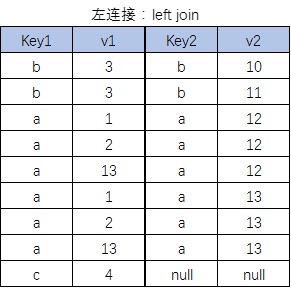 左连接：left join
Key1 v1 Key2 v2
b 3 b 10
b 3 b 11
a 1 a 12
a 2 a 12
a 13 a 12
a 1 a 13
a 2 a 13
a 13 a 13
c 4 null null